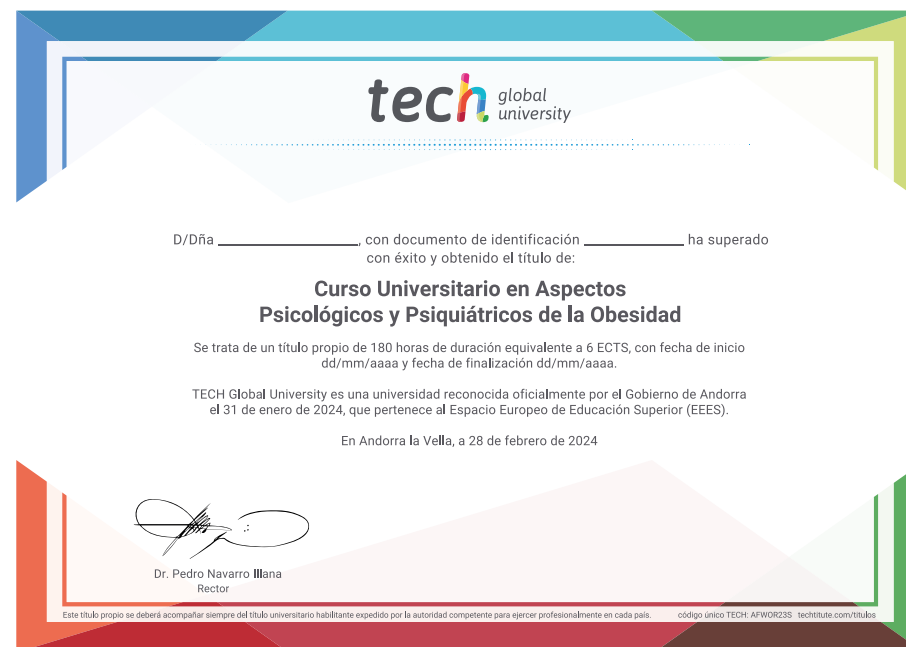 tech global university
D/Dña ____________________, con documento de identificación ______________ ha superado
con éxito y obtenido el título de:
Curso Universitario en Aspectos
Psicológicos y Psiquiátricos de la Obesidad
Se trata de un título propio de 180 horas de duración equivalente a 6 ECTS, con fecha de inicio
dd/mm/aaaa y fecha de finalización dd/mm/aaaa.
TECH Global University es una universidad reconocida oficialmente por el Gobierno de Andorra
el 31 de enero de 2024, que pertenece al Espacio Europeo de Educación Superior (EEES).
En Andorra la Vella, a 28 de febrero de 2024
Dr. Pedro Navarro Illana
Rector
Este título propio se deberá acompañar siempre del título universitario habilitante expedido por la autoridad competente para ejercer profesionalmente en cada país. código único TECH: AFWOR23S techtitute.com/titulos